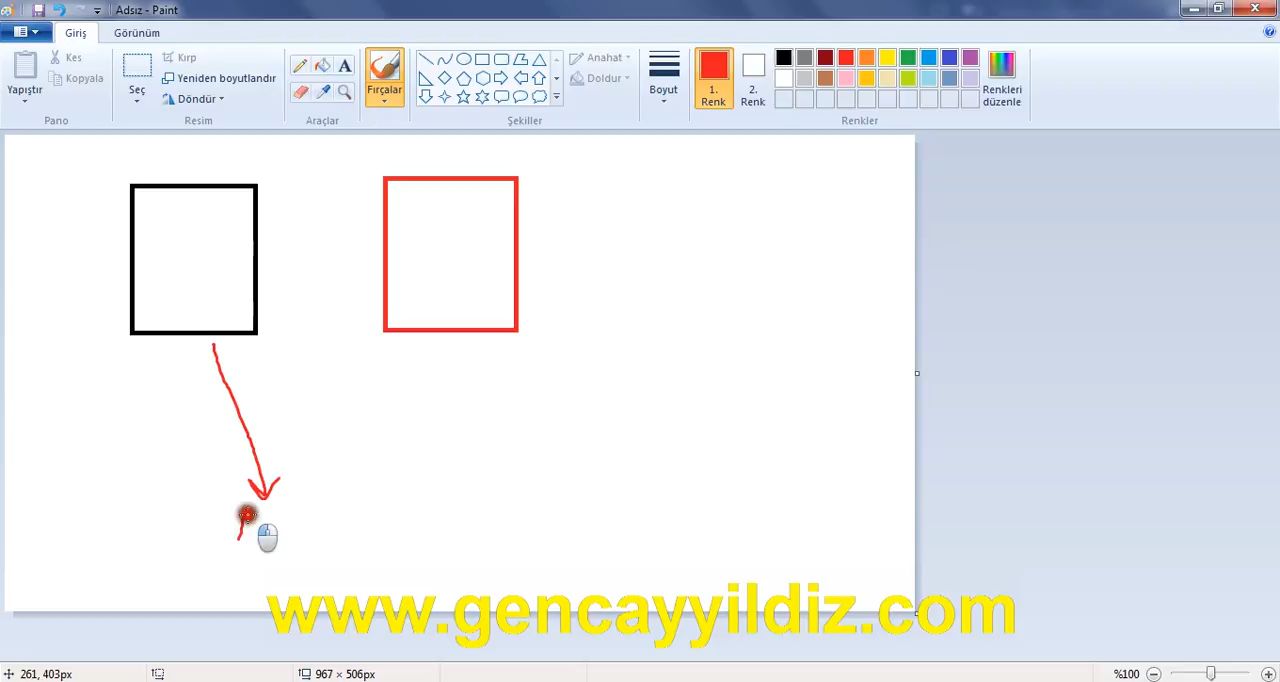 Adsız - Paint
Giriş
Görünüm
Yapıştır
Kes
Kopyala
Pano
Seç
Kırp
Yeniden boyutlandır
Döndür
Resim
A
Araçlar
Fırçalar
Anahat
Doldur
Şekiller
Boyut
1.
Renk
2.
Renk
Renkleri
düzenle
Renkler
www.gencayyildiz.com
261, 403px
967 × 506px
%100